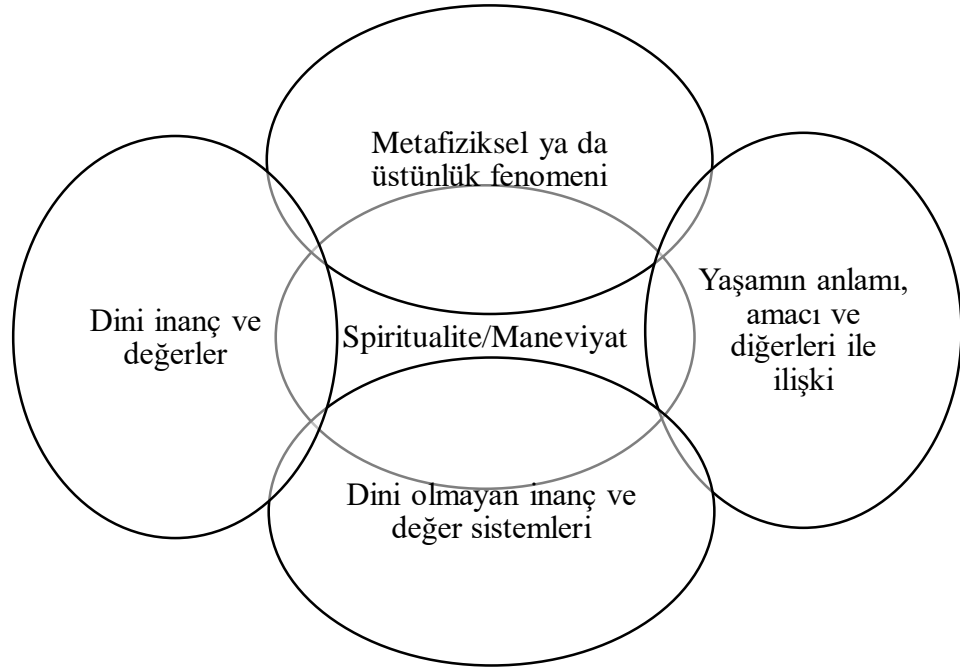 Metafiziksel ya da
üstünlük fenomeni
Dini inanç ve
değerler
Spiritualite/Maneviyat
Yaşamın anlamı,
amacı ve
diğerleri ile
ilişki
Dini olmayan inanç ve
değer sistemleri